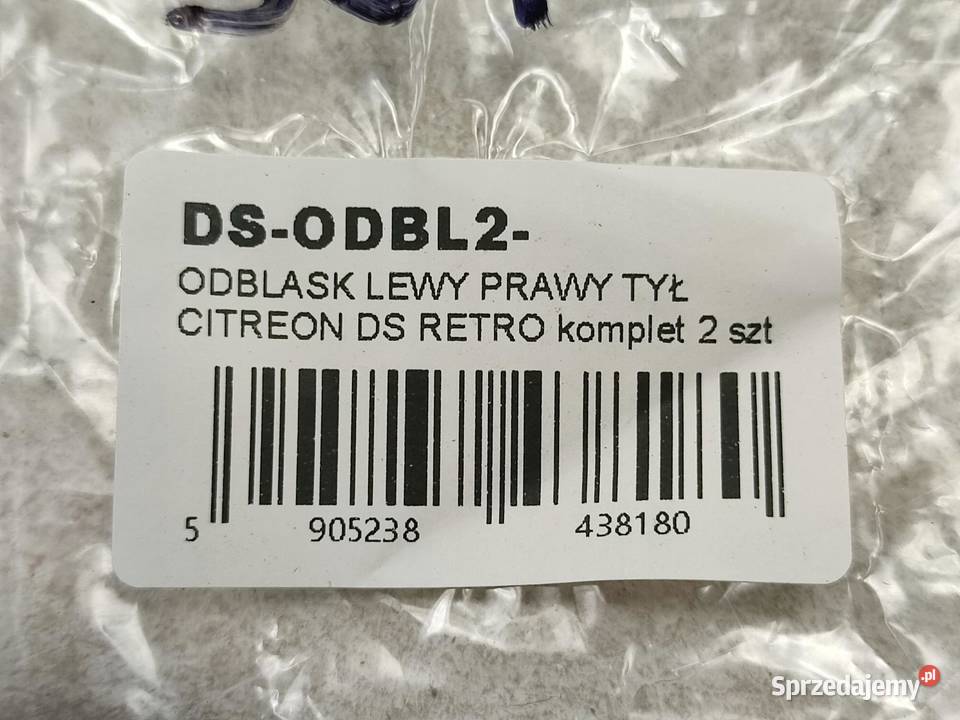 DS-ODBL2-
ODBLASK LEWY PRAWY TYŁ
CITREON DS RETRO komplet 2 szt
5 905238 438180
Sprzedajemy.pl